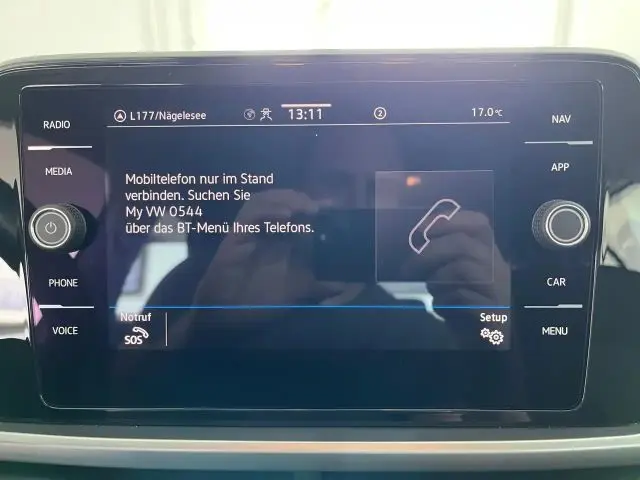 RADIO
MEDIA
PHONE
VOICE
L177/Nägelesee
13:11
2
17.0°C
Mobiltelefon nur im Stand
verbinden. Suchen Sie
My VW 0544
über das BT-Menü Ihres Telefons.
Notruf
SOS
Setup
NAV
APP
CAR
MENU